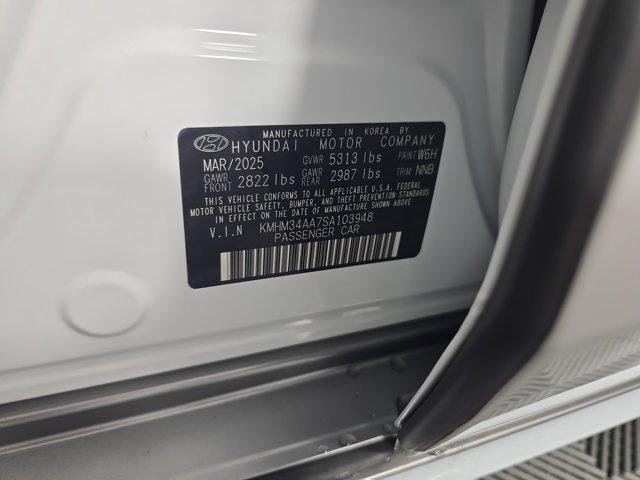 MANUFACTURED IN KOREA BY
HYUNDAI MOTOR COMPANY
MAR/2025 GVWR 5313 lbs PAINT W6H
GAWR FRONT 2822 lbs GAWR REAR 2987 lbs TRIM NNB
THIS VEHICLE CONFORMS TO ALL APPLICABLE U.S.A. FEDERAL
MOTOR VEHICLE SAFETY, BUMPER, AND THEFT PREVENTION STANDARDS
IN EFFECT ON THE DATE OF MANUFACTURE SHOWN ABOVE.
V.I.N KMHM34AA7SA103948
PASSENGER CAR